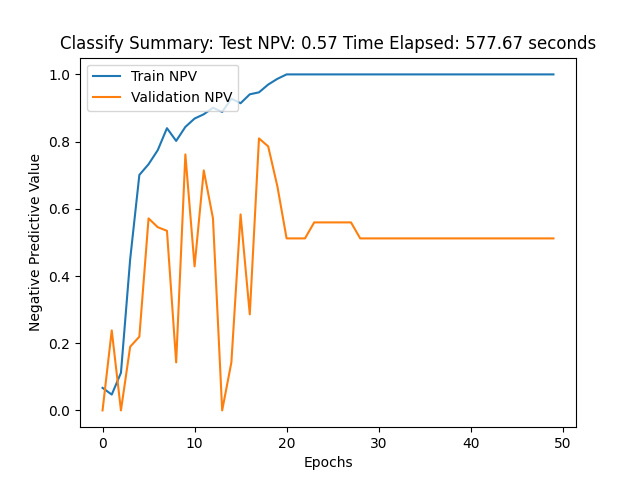 Classify Summary: Test NPV: 0.57 Time Elapsed: 577.67 seconds
Train NPV
Validation NPV
Negative Predictive Value
1.0
0.8
0.6
0.4
0.2
0.0
0 10 20 30 40 50
Epochs